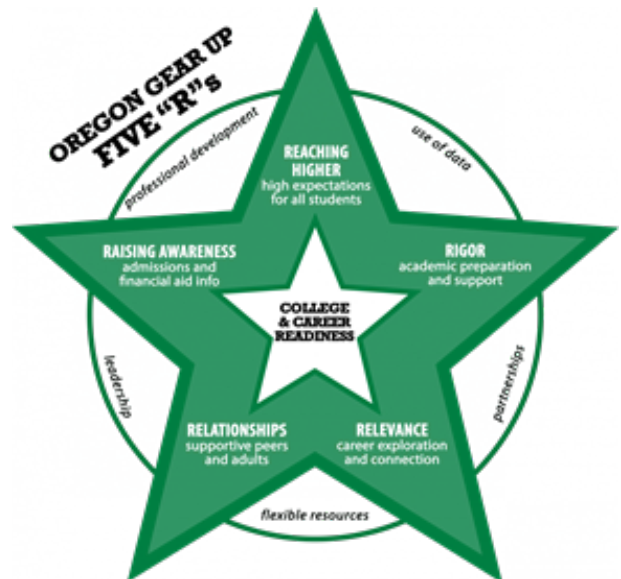 OREGON GEAR UP
FIVE "R"s
professional development
use of data
REACHING
HIGHER
high expectations
for all students
RAISING AWARENESS
admissions and
financial aid info
RIGOR
academic preparation
and support
COLLEGE
& CAREER
READINESS
leadership
partnerships
RELATIONSHIPS
supportive peers
and adults
RELEVANCE
career exploration
and connection
flexible resources